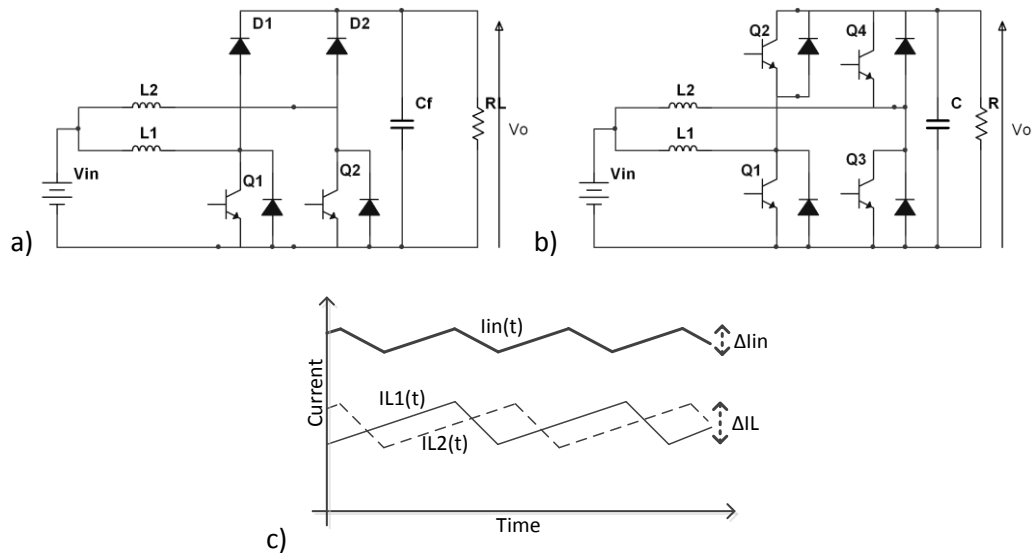 D1
D2
L2
L1
Cf
RL
Vo
Vin
Q1
Q2
a)
Q2
Q4
L2
L1
C
R
Vo
Vin
Q1
Q3
b)
Iin(t)
ΔIin
IL1(t)
IL2(t)
ΔIL
Current
Time
c)